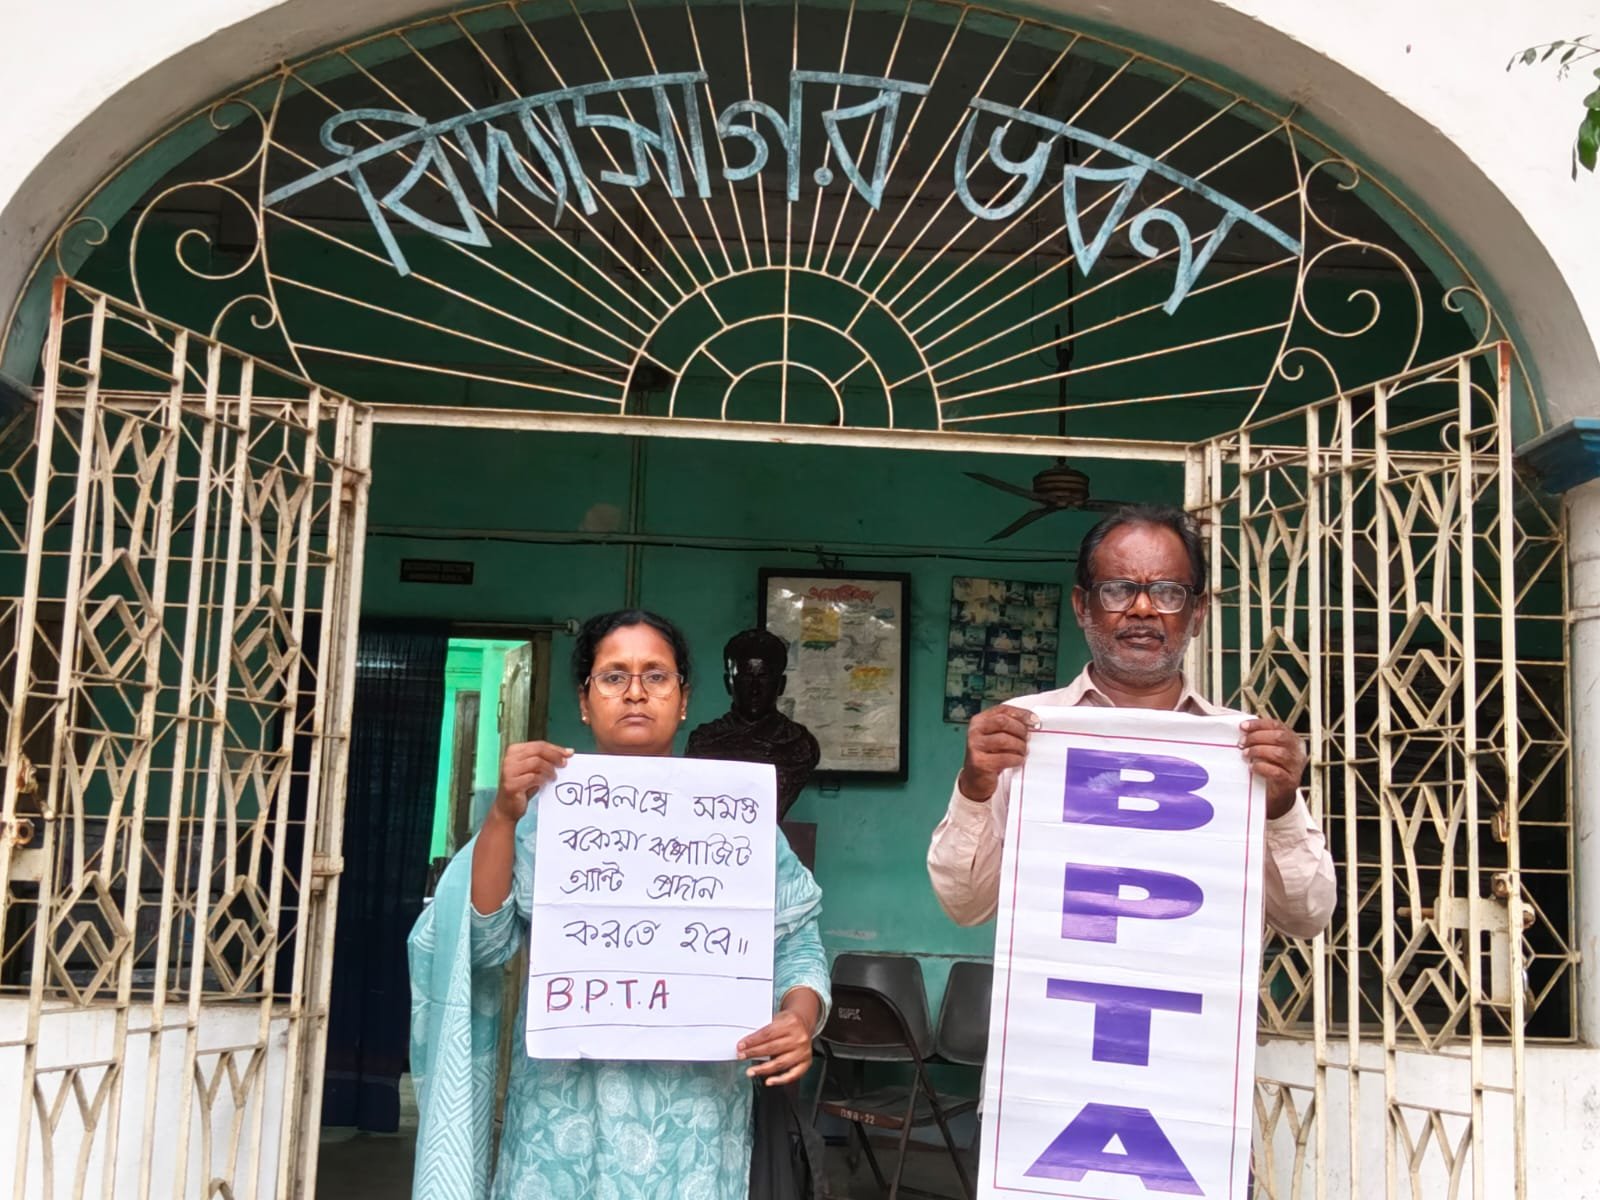 বিদ্যাসাগর ভবন
অবিলম্বে সমস্ত
বকেয়া কম্পোজিট
গ্র্যান্ট প্রদান
করতে হবে॥
B.P.T.A
B
P
T
A